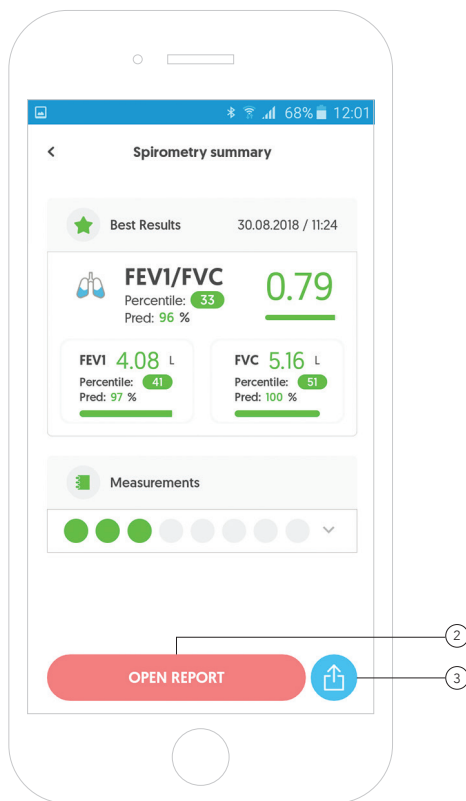 68% 12:01
Spirometry summary
Best Results 30.08.2018 / 11:24
FEV1/FVC 0.79
Percentile: 33
Pred: 96 %
FEV1 4.08 L FVC 5.16 L
Percentile: 41 Percentile: 51
Pred: 97 % Pred: 100 %
Measurements
2
OPEN REPORT 3